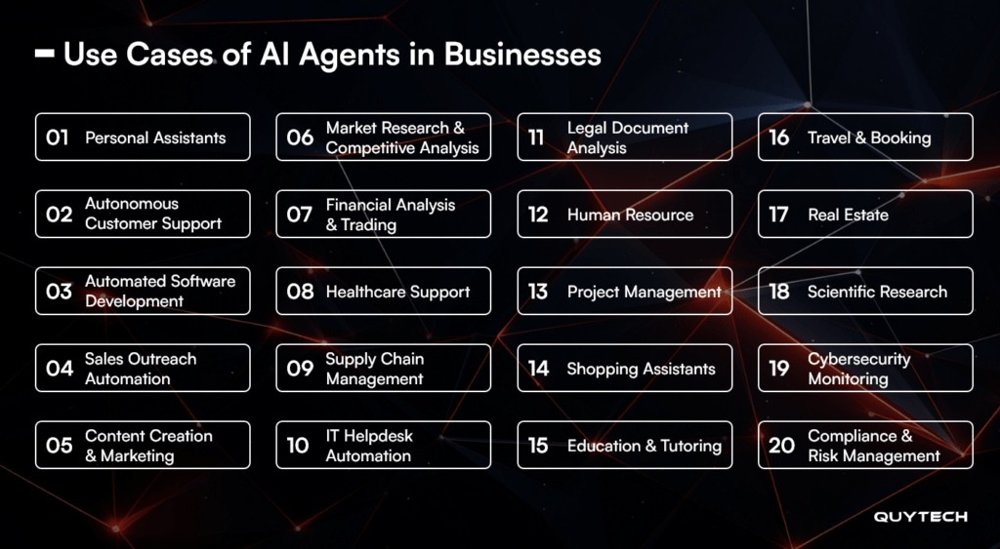 Use Cases of AI Agents in Businesses
01 Personal Assistants
02 Autonomous
Customer Support
03 Automated Software
Development
04 Sales Outreach
Automation
05 Content Creation
& Marketing
06 Market Research &
Competitive Analysis
07 Financial Analysis
& Trading
08 Healthcare Support
09 Supply Chain
Management
10 IT Helpdesk
Automation
11 Legal Document
Analysis
12 Human Resource
13 Project Management
14 Shopping Assistants
15 Education & Tutoring
16 Travel & Booking
17 Real Estate
18 Scientific Research
19 Cybersecurity
Monitoring
20 Compliance &
Risk Management
QUYTECH